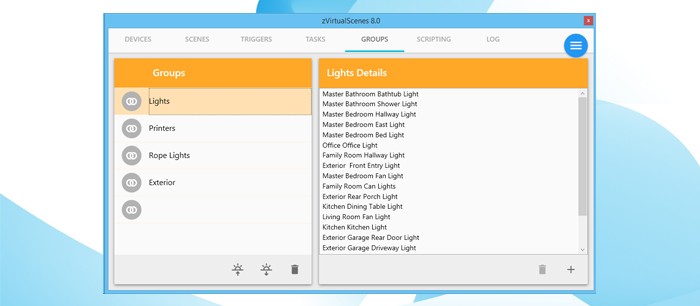 zVirtualScenes 8.0
DEVICES SCENES TRIGGERS TASKS GROUPS SCRIPTING LOG
Groups
Lights
Printers
Rope Lights
Exterior
Lights Details
Master Bathroom Bathtub Light
Master Bathroom Shower Light
Master Bedroom Hallway Light
Master Bedroom East Light
Master Bedroom Bed Light
Office Office Light
Family Room Hallway Light
Exterior  Front Entry Light
Master Bedroom Fan Light
Family Room Can Lights
Exterior Rear Porch Light
Kitchen Dining Table Light
Living Room Fan Light
Kitchen Kitchen Light
Exterior Garage Rear Door Light
Exterior Garage Driveway Light